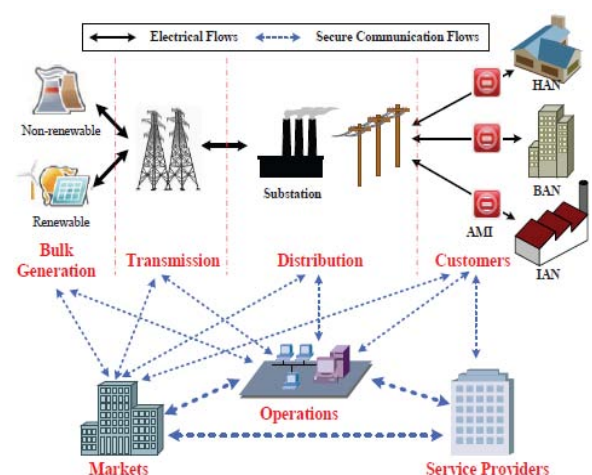 Electrical Flows
Secure Communication Flows
Non-renewable
Renewable
Substation
HAN
BAN
AMI
IAN
Bulk
Generation
Transmission
Distribution
Customers
Operations
Markets
Service Providers